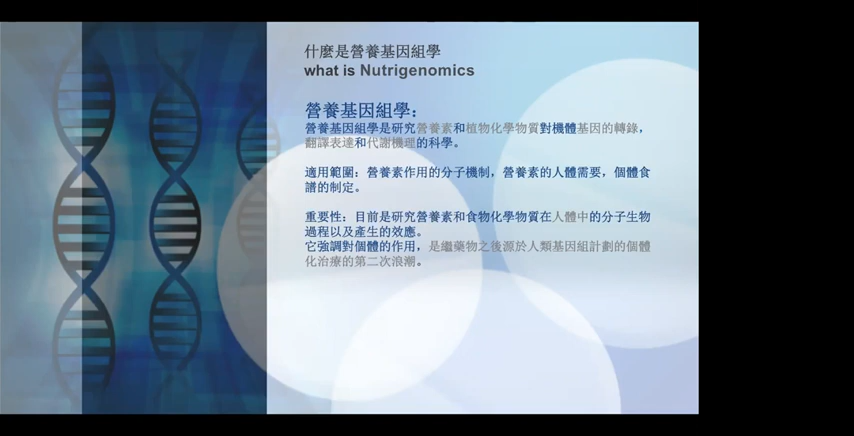 什麼是營養基因組學
what is Nutrigenomics
營養基因組學：
營養基因組學是研究營養素和植物化學物質對機體基因的轉錄，
翻譯表達和代謝機理的科學。
適用範圍：營養素作用的分子機制，營養素的人體需要，個體食
譜的制定。
重要性：目前是研究營養素和食物化學物質在人體中的分子生物
過程以及產生的效應。
它強調對個體的作用，是繼藥物之後源於人類基因組計劃的個體
化治療的第二次浪潮。